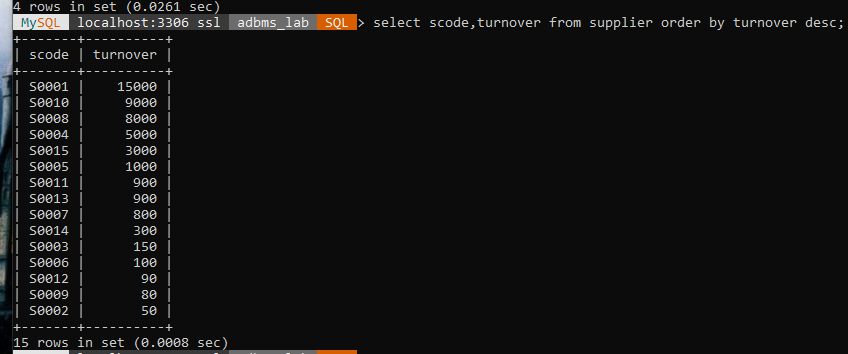 4 rows in set (0.0261 sec)
MySQL localhost:3306 ssl adbms_lab SQL > select scode,turnover from supplier order by turnover desc;
+-------+----------+
| scode | turnover |
+-------+----------+
| S0001 | 15000 |
| S0010 | 9000 |
| S0008 | 8000 |
| S0004 | 5000 |
| S0015 | 3000 |
| S0005 | 1000 |
| S0011 | 900 |
| S0013 | 900 |
| S0007 | 800 |
| S0014 | 300 |
| S0003 | 150 |
| S0006 | 100 |
| S0012 | 90 |
| S0009 | 80 |
| S0002 | 50 |
+-------+----------+
15 rows in set (0.0008 sec)